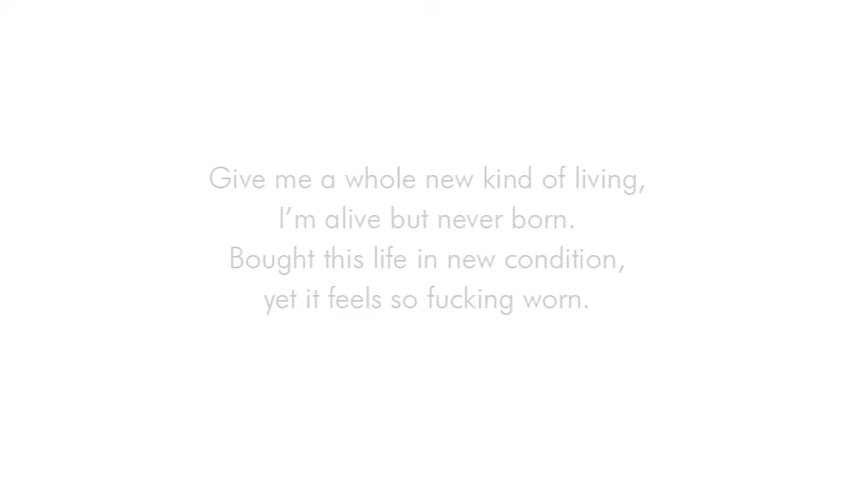 Give me a whole new kind of living,
I’m alive but never born.
Bought this life in new condition,
yet it feels so fucking worn.